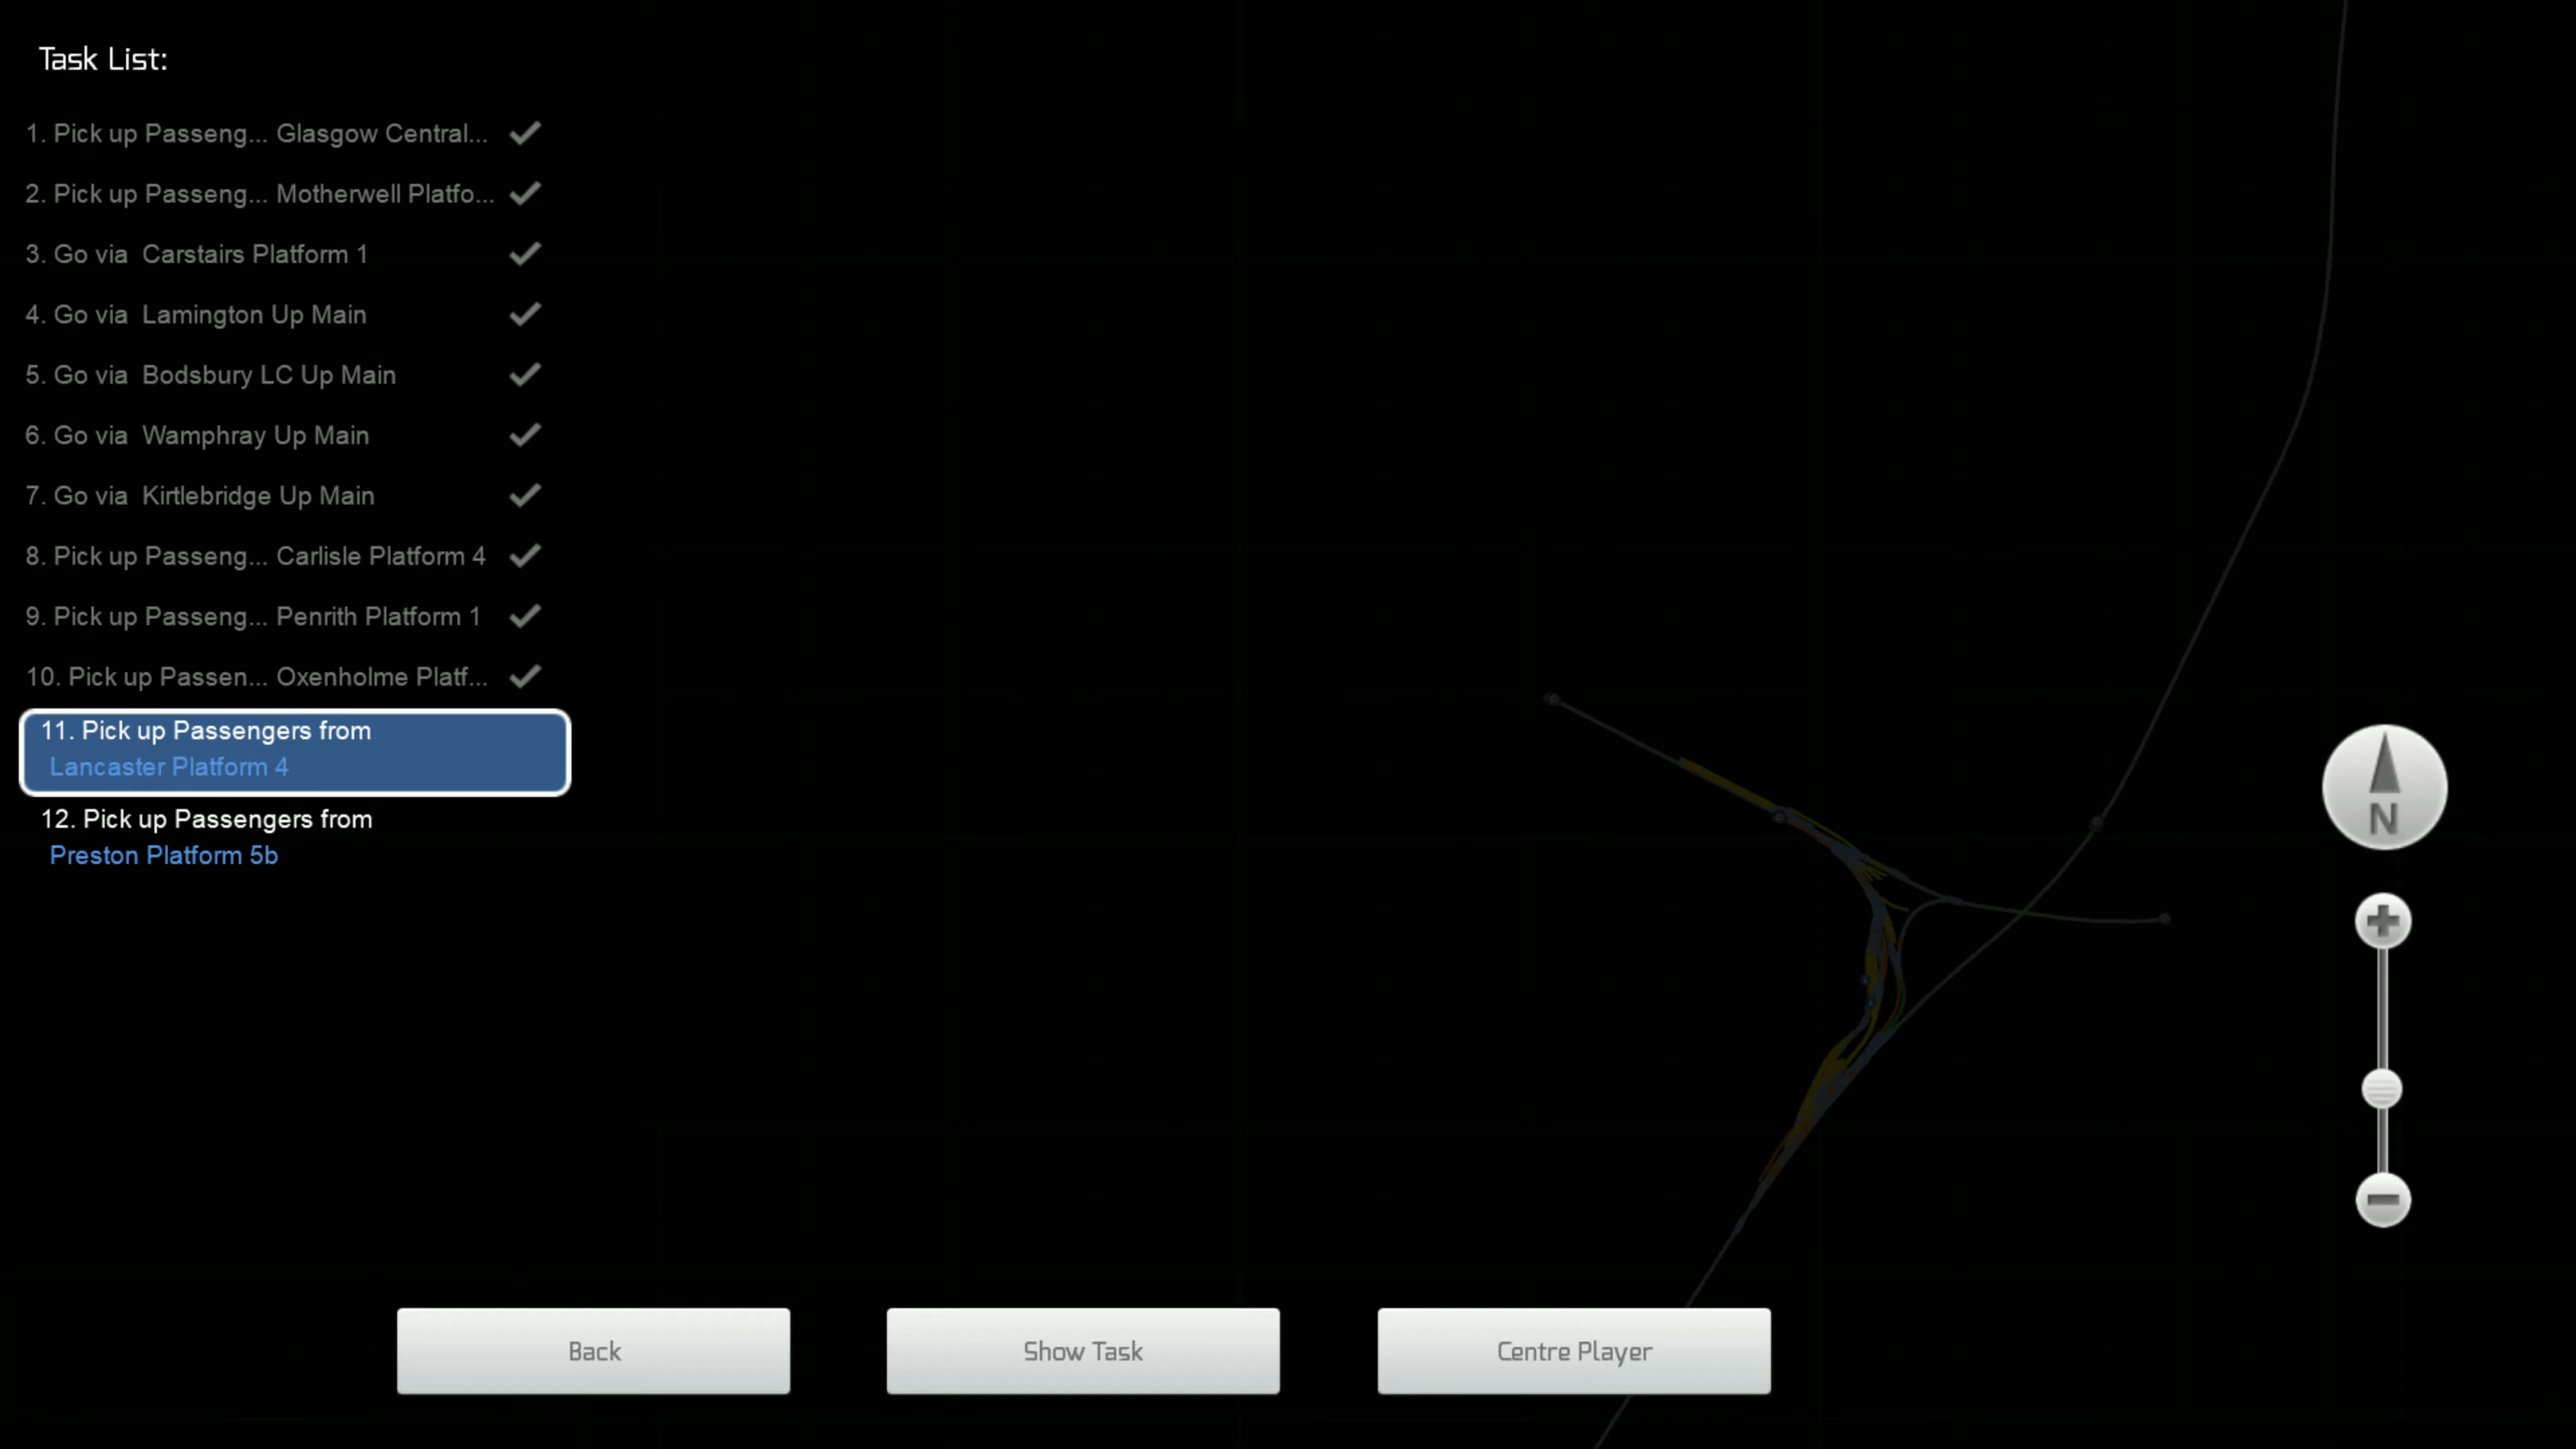 Task List:
1. Pick up Passeng... Glasgow Central...
2. Pick up Passeng... Motherwell Platfo...
3. Go via Carstairs Platform 1
4. Go via Lamington Up Main
5. Go via Bodsbury LC Up Main
6. Go via Wamphray Up Main
7. Go via Kirtlebridge Up Main
8. Pick up Passeng... Carlisle Platform 4
9. Pick up Passeng... Penrith Platform 1
10. Pick up Passen... Oxenholme Platf...
11. Pick up Passengers from
Lancaster Platform 4
12. Pick up Passengers from
Preston Platform 5b
N
Back
Show Task
Centre Player